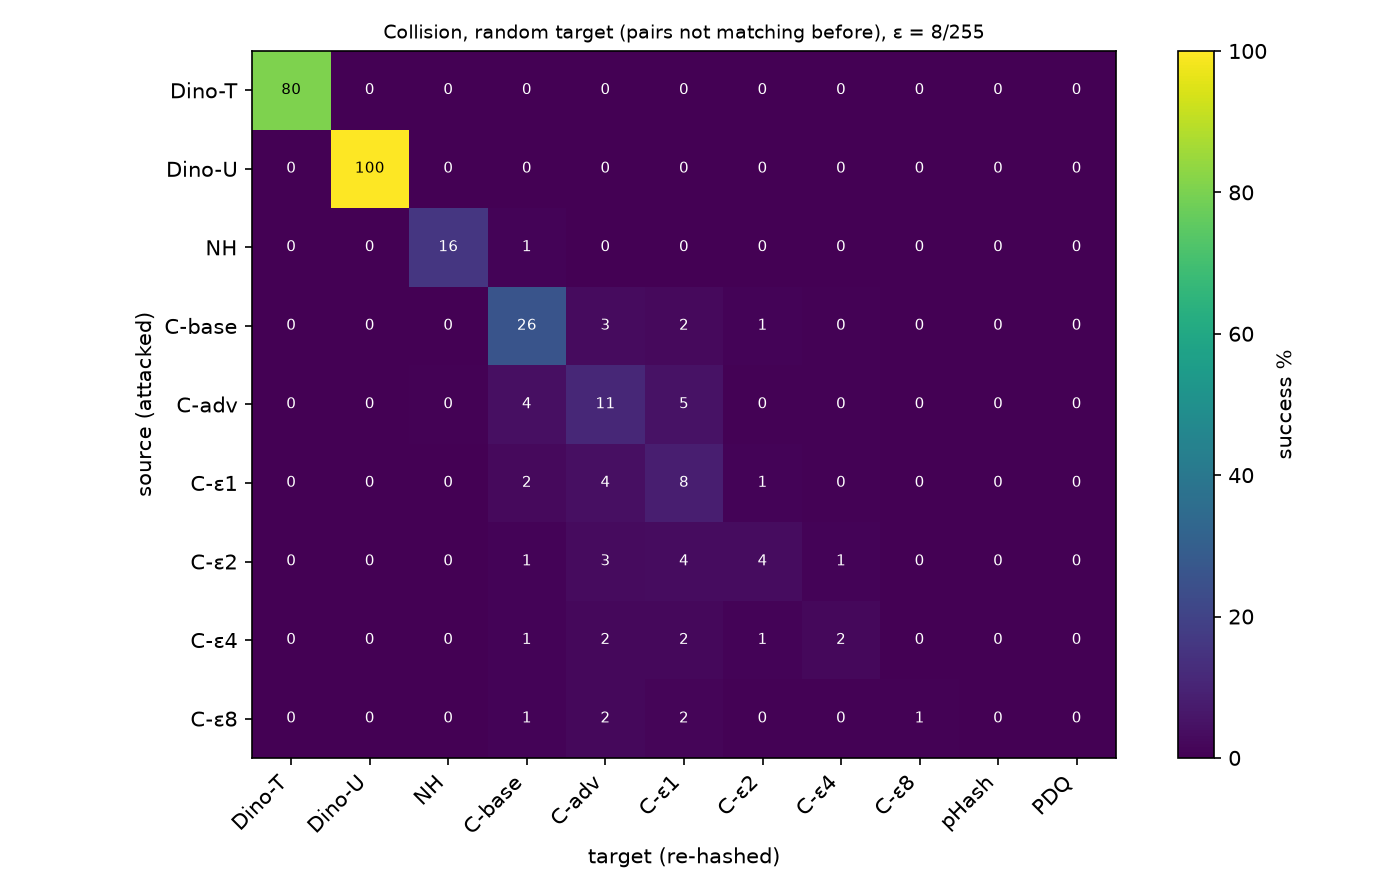 Collision, random target (pairs not matching before), ε = 8/255
source (attacked)
Dino-T 80 0 0 0 0 0 0 0 0 0 0
Dino-U 0 100 0 0 0 0 0 0 0 0 0
NH 0 0 16 1 0 0 0 0 0 0 0
C-base 0 0 0 26 3 2 1 0 0 0 0
C-adv 0 0 0 4 11 5 0 0 0 0 0
C-ε1 0 0 0 2 4 8 1 0 0 0 0
C-ε2 0 0 0 1 3 4 4 1 0 0 0
C-ε4 0 0 0 1 2 2 1 2 0 0 0
C-ε8 0 0 0 1 2 2 0 0 1 0 0
Dino-T Dino-U NH C-base C-adv C-ε1 C-ε2 C-ε4 C-ε8 pHash PDQ
target (re-hashed)
100
80
60
40
20
0
success %